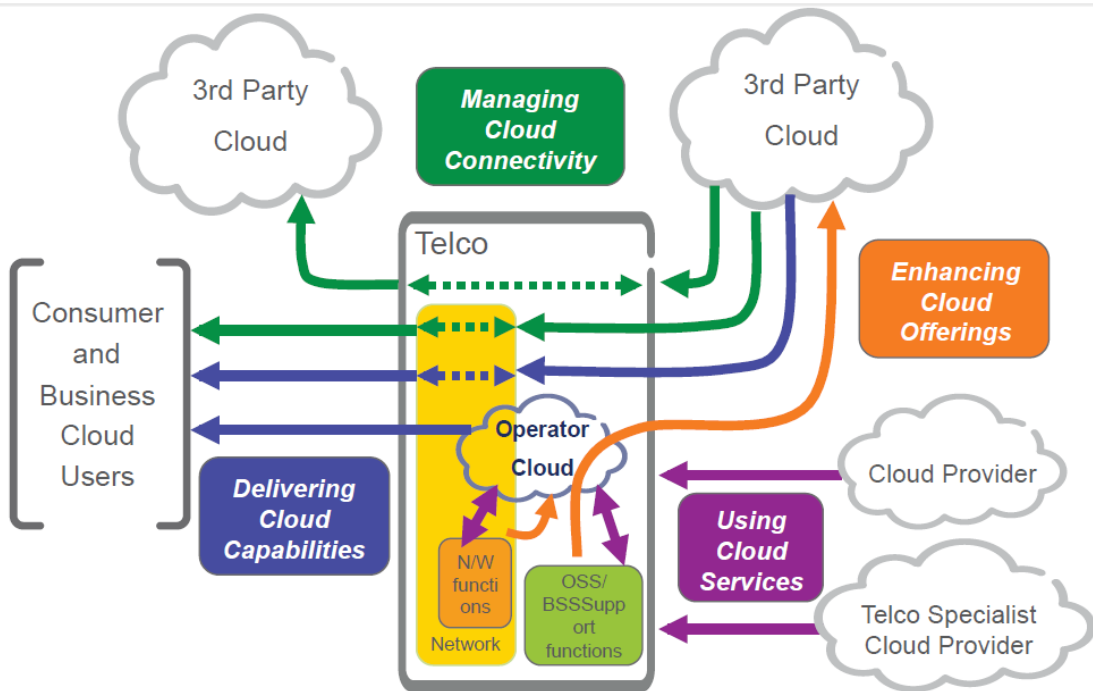 3rd Party
Cloud
Managing
Cloud
Connectivity
3rd Party
Cloud
Telco
Consumer
and
Business
Cloud
Users
Enhancing
Cloud
Offerings
Operator
Cloud
Delivering
Cloud
Capabilities
Cloud Provider
Using
Cloud
Services
N/W
functi
ons
Network
OSS/
BSSSupp
ort
functions
Telco Specialist
Cloud Provider